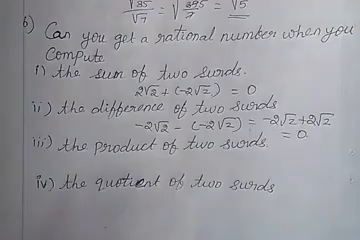 √35/√7 = √(395/7) = √5
b) Can you get a rational number when you
compute
i) the sum of two surds.
2√2 + (-2√2) = 0
ii) the difference of two surds
-2√2 - (-2√2) = -2√2 + 2√2
= 0.
iii) the product of two surds.
iv) the quotient of two surds